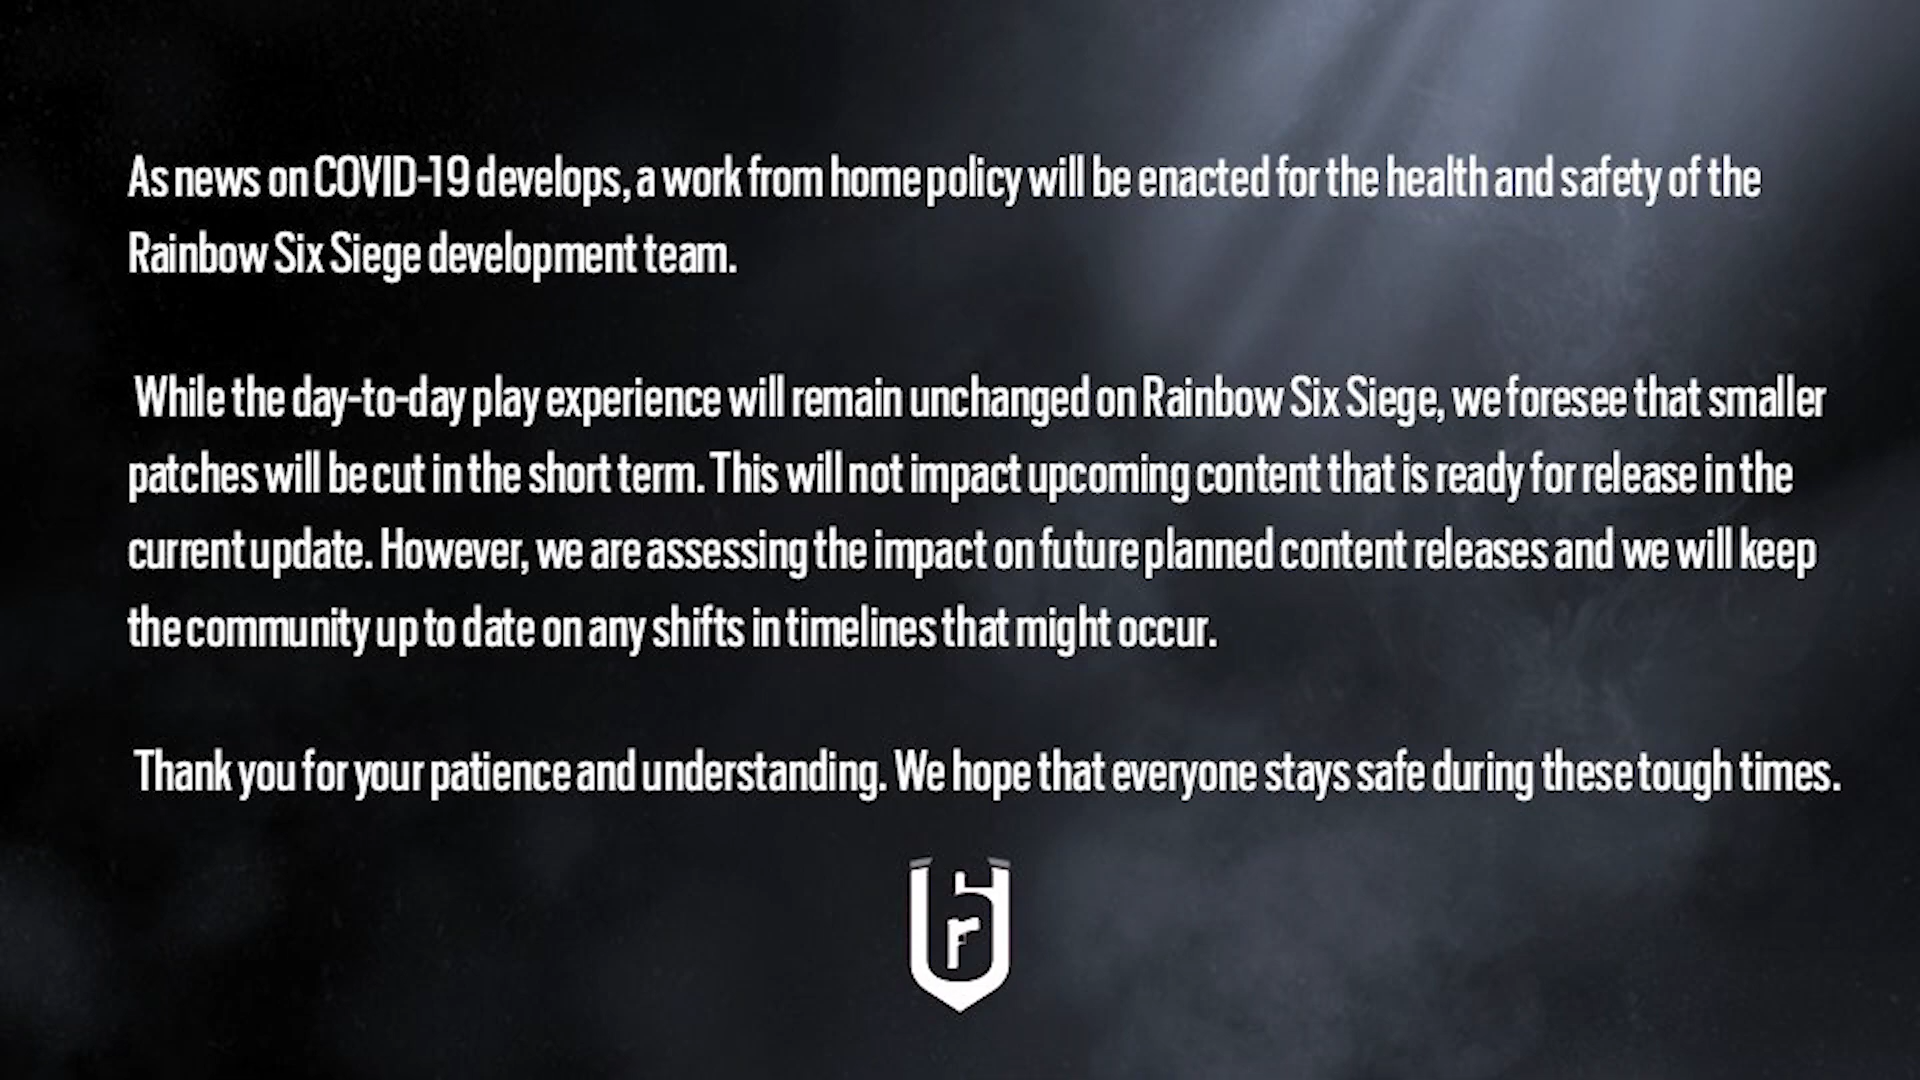 As news on COVID-19 develops, a work from home policy will be enacted for the health and safety of the
Rainbow Six Siege development team.
While the day-to-day play experience will remain unchanged on Rainbow Six Siege, we foresee that smaller
patches will be cut in the short term. This will not impact upcoming content that is ready for release in the
current update. However, we are assessing the impact on future planned content releases and we will keep
the community up to date on any shifts in timelines that might occur.
Thank you for your patience and understanding. We hope that everyone stays safe during these tough times.